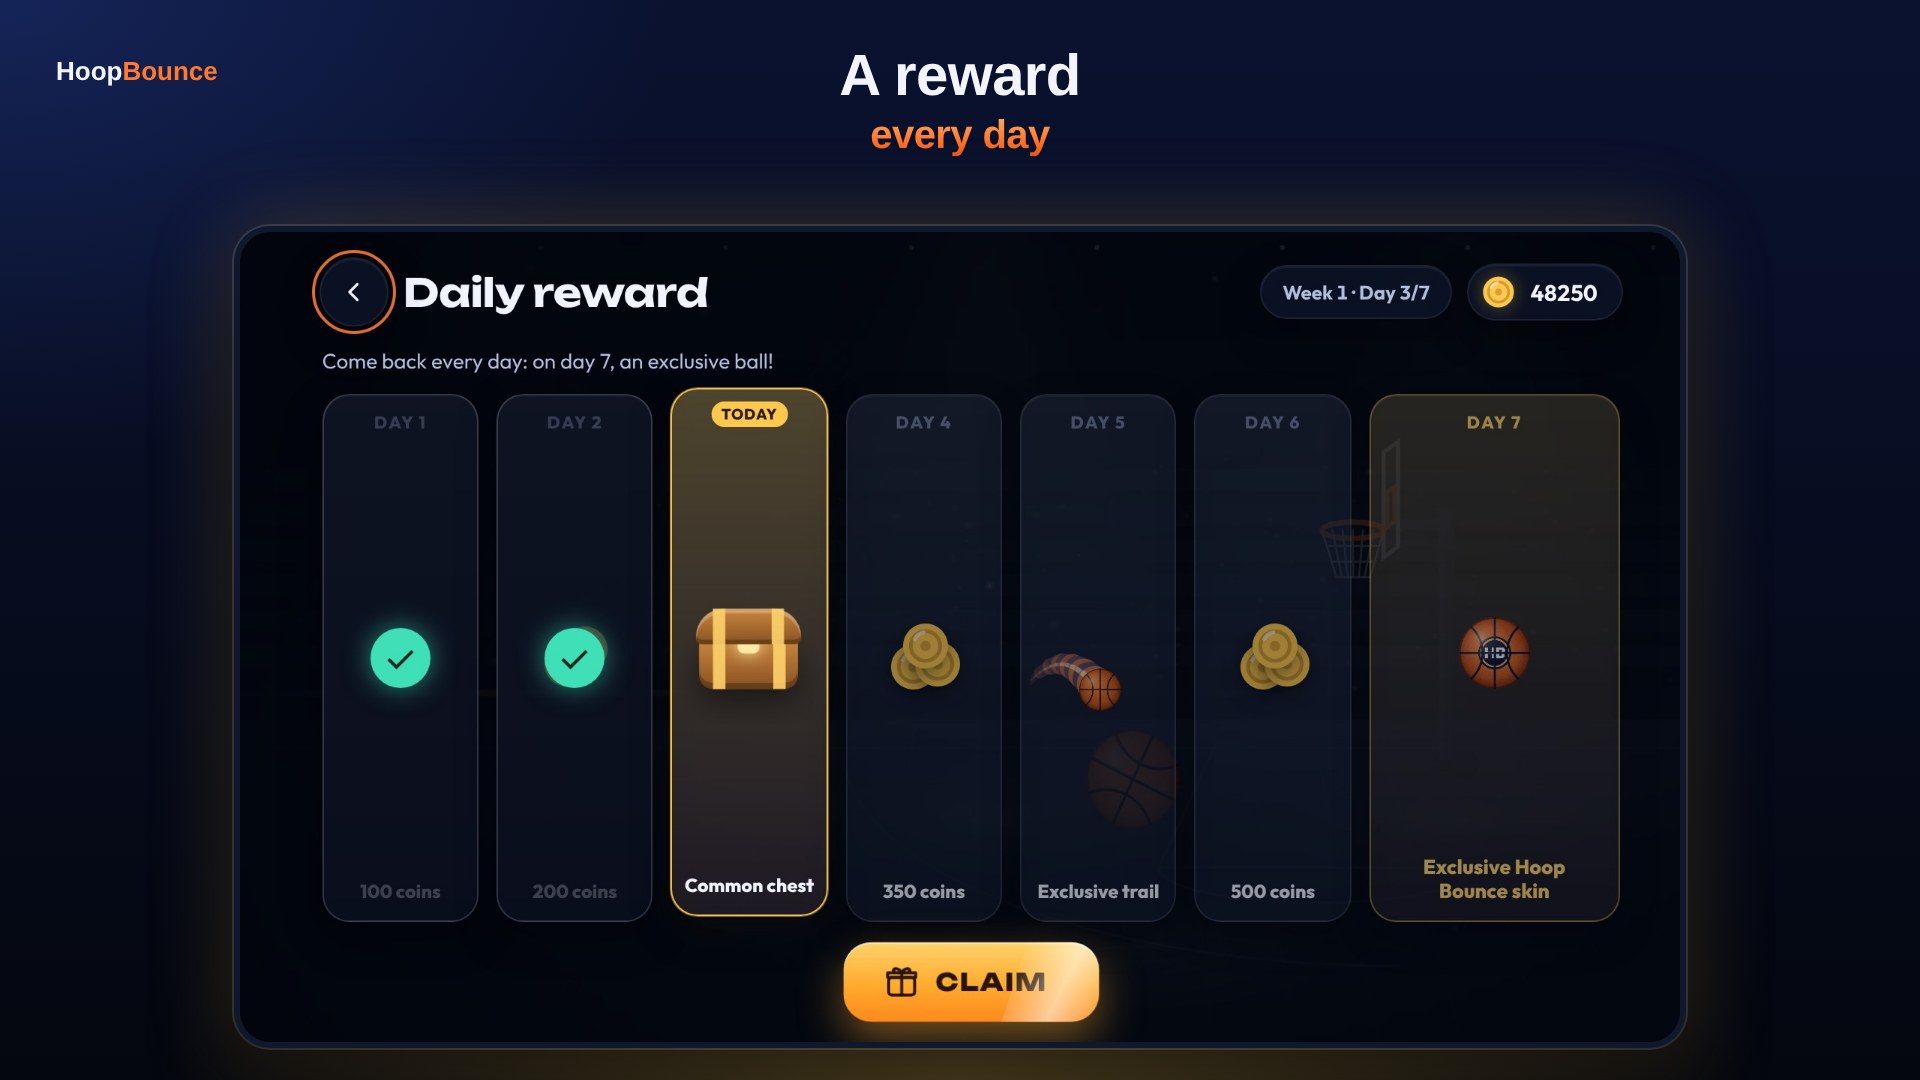 HoopBounce
A reward
every day
Daily reward
Week 1 · Day 3/7
48250
Come back every day: on day 7, an exclusive ball!
DAY 1
DAY 2
TODAY
DAY 4
DAY 5
DAY 6
DAY 7
HB
100 coins
200 coins
Common chest
350 coins
Exclusive trail
500 coins
Exclusive Hoop
Bounce skin
CLAIM